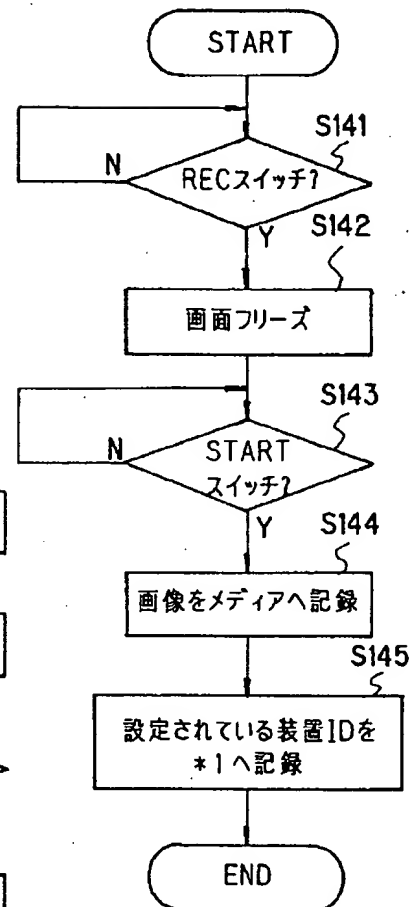 START
S141
N
RECスイッチ?
Y
S142
画面フリーズ
S143
N
START
スイッチ?
Y
S144
画像をメディアへ記録
S145
設定されている装置IDを
*1へ記録
END